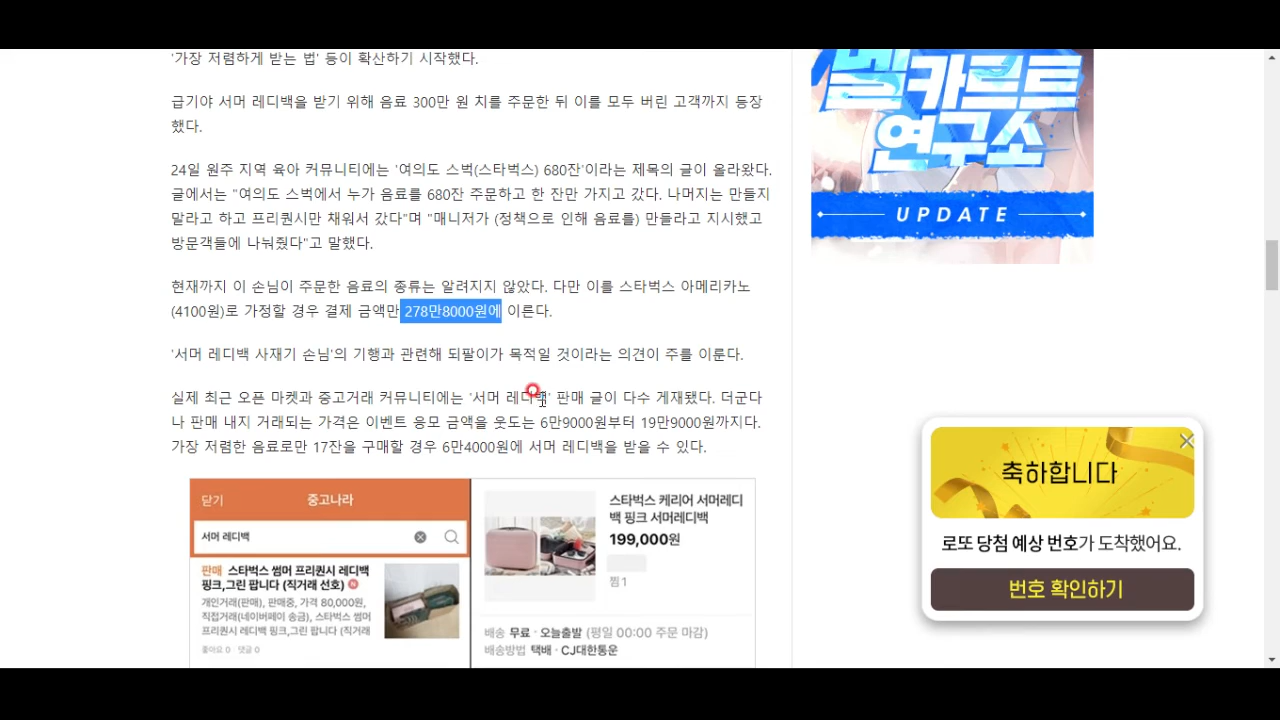 '가장 저렴하게 받는 법' 등이 확산하기 시작했다.
급기야 서머 레디백을 받기 위해 음료 300만 원 치를 주문한 뒤 이를 모두 버린 고객까지 등장
했다.
24일 원주 지역 육아 커뮤니티에는 '여의도 스벅(스타벅스) 680잔'이라는 제목의 글이 올라왔다.
글에서는 "여의도 스벅에서 누가 음료를 680잔 주문하고 한 잔만 가지고 갔다. 나머지는 만들지
말라고 하고 프리퀀시만 채워서 갔다"며 "매니저가 (정책으로 인해 음료를) 만들라고 지시했고
방문객들에 나눠줬다"고 말했다.
현재까지 이 손님이 주문한 음료의 종류는 알려지지 않았다. 다만 이를 스타벅스 아메리카노
(4100원)로 가정할 경우 결제 금액만 278만8000원에 이른다.
'서머 레디백 사재기 손님'의 기행과 관련해 되팔이가 목적일 것이라는 의견이 주를 이룬다.
실제 최근 오픈 마켓과 중고거래 커뮤니티에는 '서머 레디백' 판매 글이 다수 게재됐다. 더군다
나 판매 내지 거래되는 가격은 이벤트 응모 금액을 웃도는 6만9000원부터 19만9000원까지다.
가장 저렴한 음료로만 17잔을 구매할 경우 6만4000원에 서머 레디백을 받을 수 있다.
닫기
중고나라
서머 레디백
판매 스타벅스 썸머 프리퀀시 레디백
핑크,그린 팝니다 (직거래 선호) N
개인거래(판매), 판매중, 가격 80,000원,
직접거래(네이버페이 송금), 스타벅스 썸머
프리퀀시 레디백 핑크,그린 팝니다 (직거래
좋아요 0 · 댓글 0
스타벅스 케리어 서머레디
백 핑크 서머레디백
199,000원
찜 1
배송 무료 · 오늘출발 (평일 00:00 주문 마감)
배송방법 택배 · CJ대한통운
카르트
연구소
UPDATE
축하합니다
로또 당첨 예상 번호가 도착했어요.
번호 확인하기